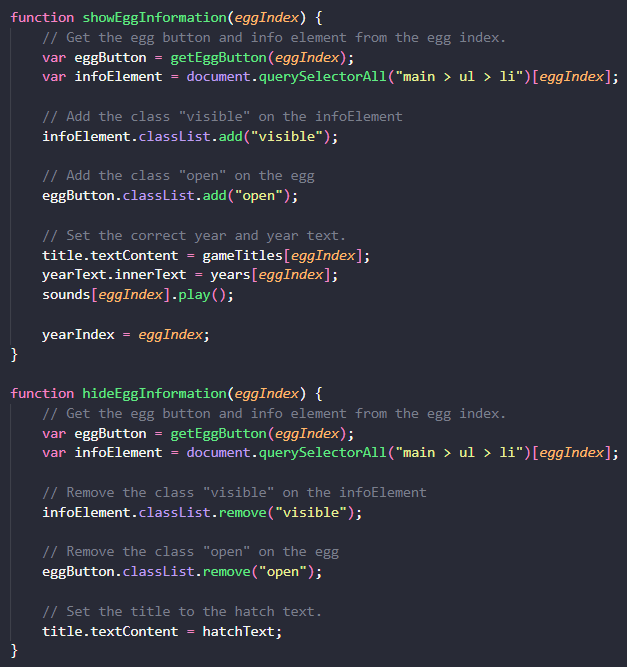 function showEggInformation(eggIndex) {
    // Get the egg button and info element from the egg index.
    var eggButton = getEggButton(eggIndex);
    var infoElement = document.querySelectorAll("main > ul > li")[eggIndex];

    // Add the class "visible" on the infoElement
    infoElement.classList.add("visible");

    // Add the class "open" on the egg
    eggButton.classList.add("open");

    // Set the correct year and year text.
    title.textContent = gameTitles[eggIndex];
    yearText.innerText = years[eggIndex];
    sounds[eggIndex].play();

    yearIndex = eggIndex;
}

function hideEggInformation(eggIndex) {
    // Get the egg button and info element from the egg index.
    var eggButton = getEggButton(eggIndex);
    var infoElement = document.querySelectorAll("main > ul > li")[eggIndex];

    // Remove the class "visible" on the infoElement
    infoElement.classList.remove("visible");

    // Remove the class "open" on the egg
    eggButton.classList.remove("open");

    // Set the title to the hatch text.
    title.textContent = hatchText;
}